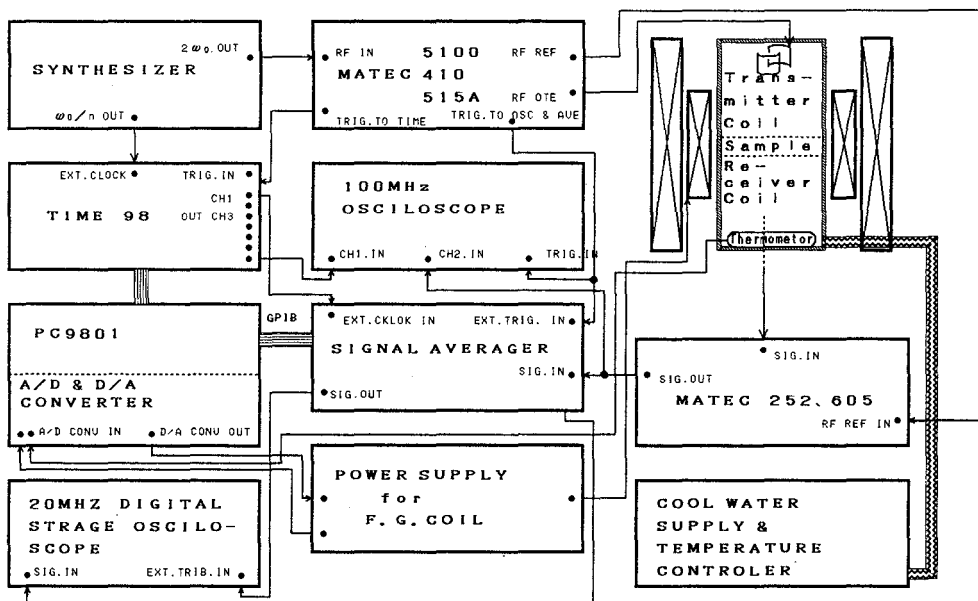 2ω₀.OUT
SYNTHESIZER
ω₀/n OUT
RF IN 5100 RF REF
MATEC 410
515A RF OTE
TRIG.TO TIME TRIG.TO OSC & AVE
Trans-
mitter
Coil
Sample
Re-
ceiver
Coil
Thermometor
EXT.CLOCK TRIG.IN
CH1
TIME 98 OUT CH3
100MHz
OSCILOSCOPE
CH1.IN CH2.IN TRIG.IN
GPIB
PC9801
A/D & D/A
CONVERTER
A/D CONV IN D/A CONV OUT
EXT.CKLOK IN EXT.TRIG. IN
SIGNAL AVERAGER
SIG.IN
SIG.OUT
SIG.IN
SIG.OUT
MATEC 252、605
RF REF IN
20MHZ DIGITAL
STRAGE OSCILO-
SCOPE
SIG.IN EXT.TRIB.IN
POWER SUPPLY
for
F.G.COIL
COOL WATER
SUPPLY &
TEMPERATURE
CONTROLER